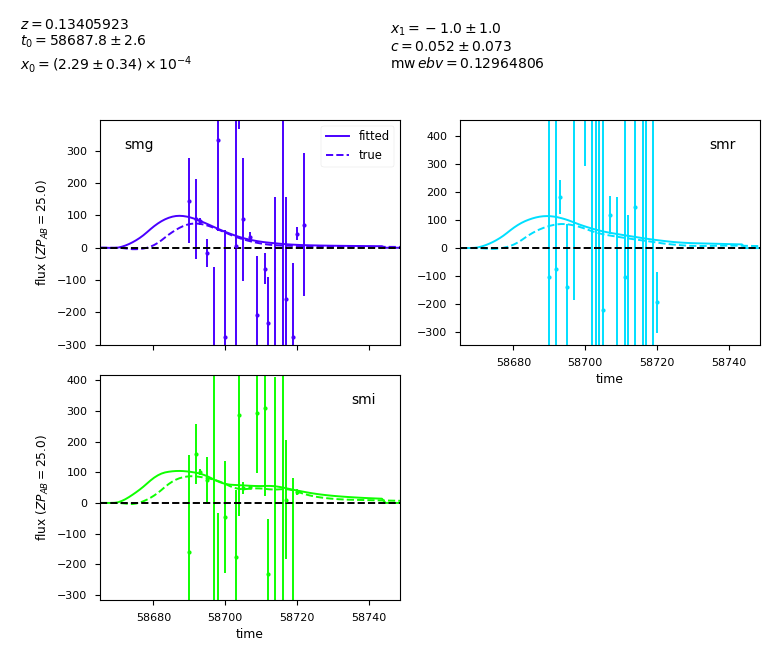 z = 0.13405923
t₀ = 58687.8 ± 2.6
x₀ = (2.29 ± 0.34) × 10⁻⁴
x₁ = −1.0 ± 1.0
c = 0.052 ± 0.073
mw ebv = 0.12964806
smg
fitted
true
300
200
100
0
−100
−200
−300
flux (ZP_AB = 25.0)
smr
400
300
200
100
0
−100
−200
−300
58680
58700
58720
58740
time
smi
400
300
200
100
0
−100
−200
−300
flux (ZP_AB = 25.0)
58680
58700
58720
58740
time